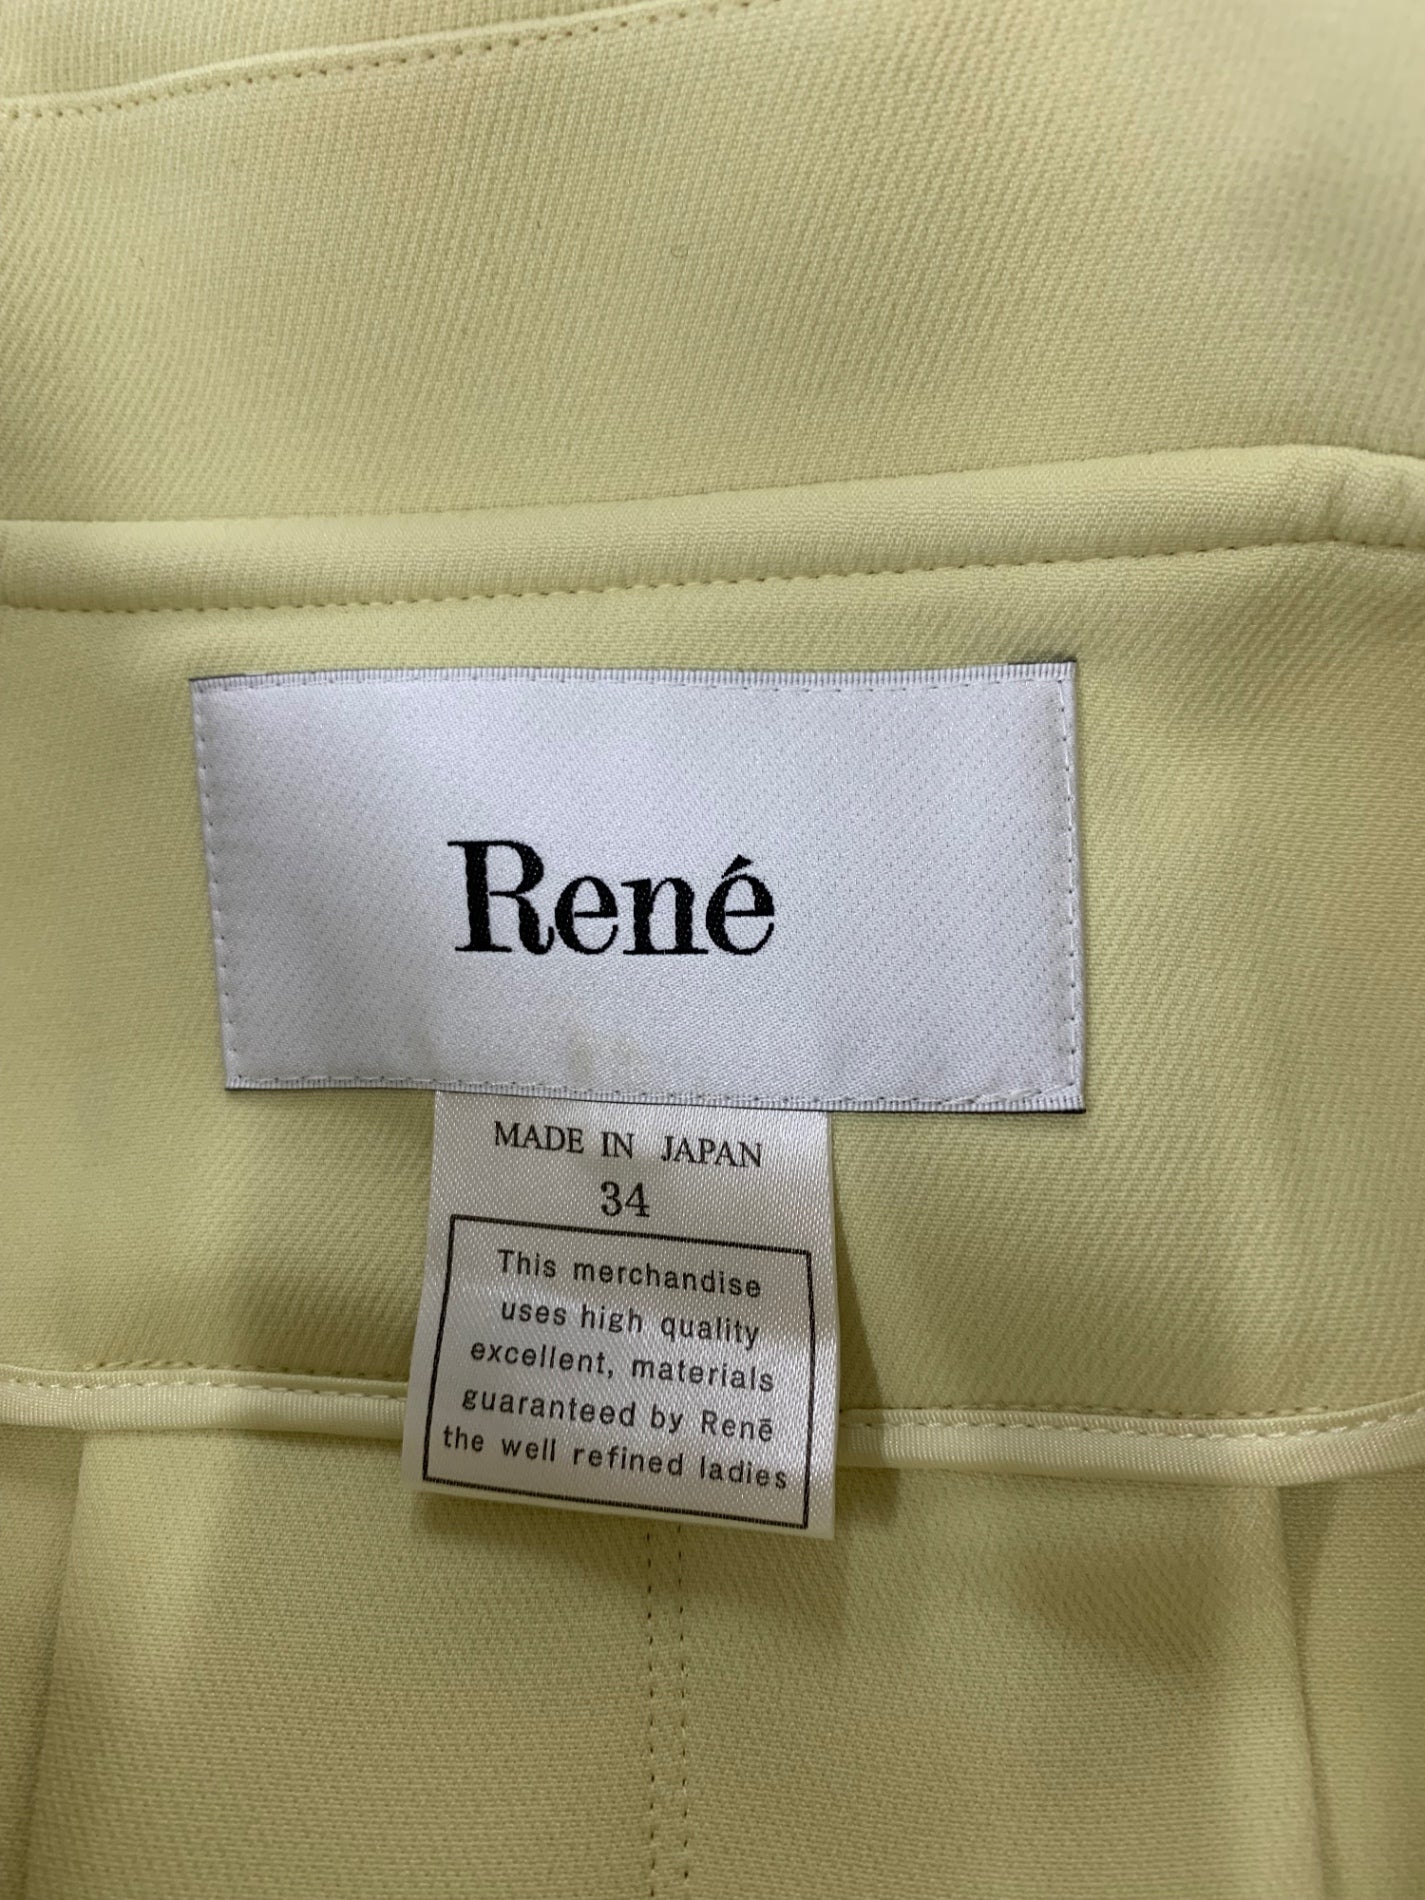 René
MADE IN JAPAN
34
This merchandise
uses high quality
excellent, materials
guaranteed by Renē
the well refined ladies